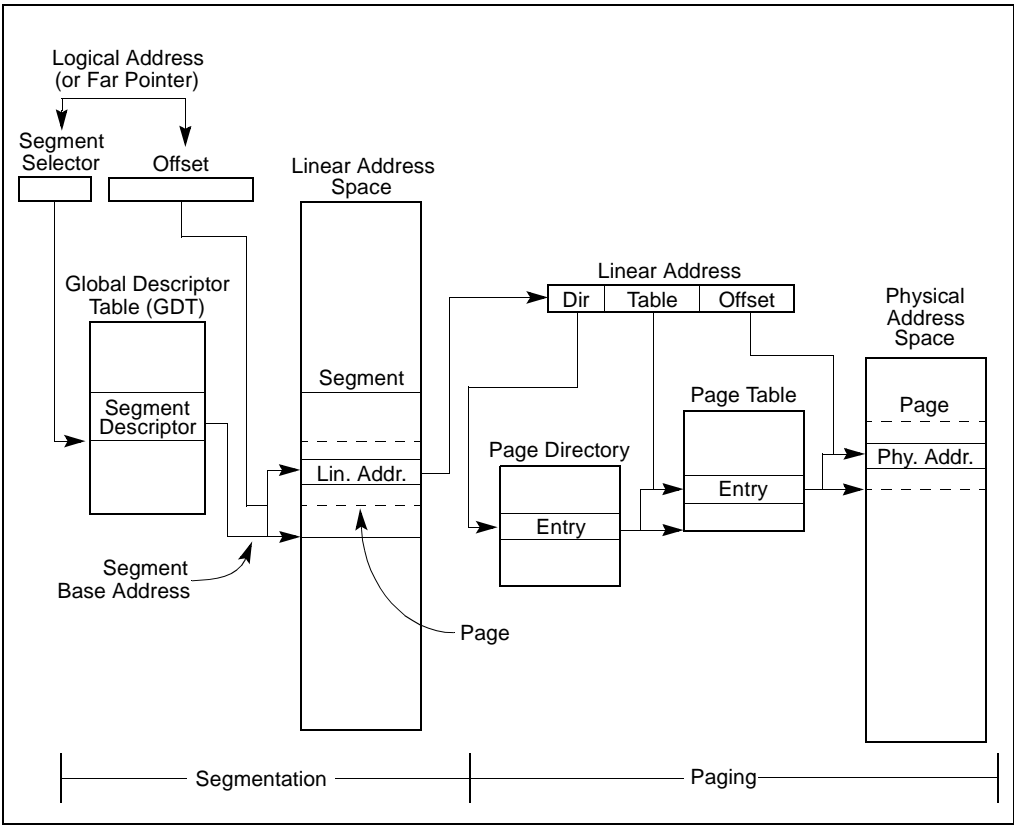 Logical Address
(or Far Pointer)
Segment
Selector
Offset
Linear Address
Space
Global Descriptor
Table (GDT)
Segment
Descriptor
Segment
Lin. Addr.
Segment
Base Address
Page
Linear Address
Dir Table Offset
Page Directory
Entry
Page Table
Entry
Physical
Address
Space
Page
Phy. Addr.
Segmentation
Paging